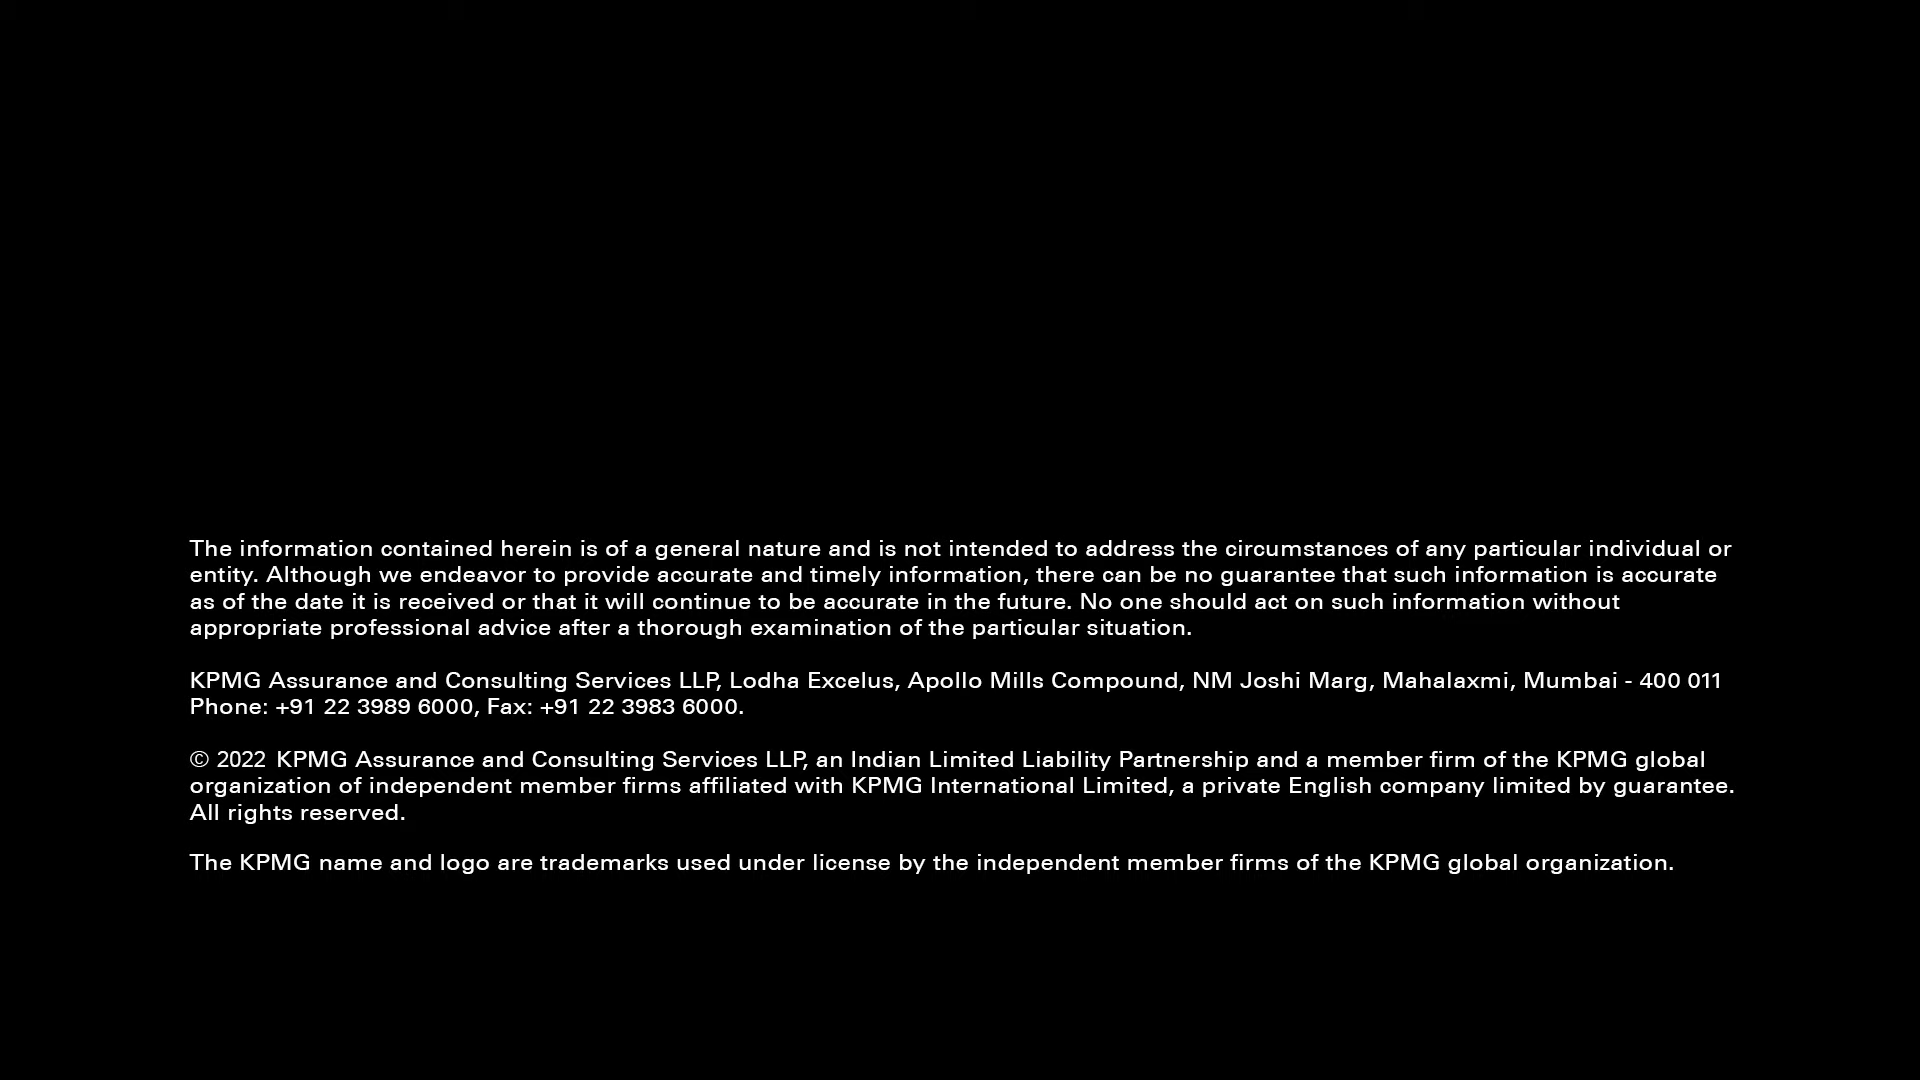 The information contained herein is of a general nature and is not intended to address the circumstances of any particular individual or
entity. Although we endeavor to provide accurate and timely information, there can be no guarantee that such information is accurate
as of the date it is received or that it will continue to be accurate in the future. No one should act on such information without
appropriate professional advice after a thorough examination of the particular situation.
KPMG Assurance and Consulting Services LLP, Lodha Excelus, Apollo Mills Compound, NM Joshi Marg, Mahalaxmi, Mumbai - 400 011
Phone: +91 22 3989 6000, Fax: +91 22 3983 6000.
© 2022 KPMG Assurance and Consulting Services LLP, an Indian Limited Liability Partnership and a member firm of the KPMG global
organization of independent member firms affiliated with KPMG International Limited, a private English company limited by guarantee.
All rights reserved.
The KPMG name and logo are trademarks used under license by the independent member firms of the KPMG global organization.